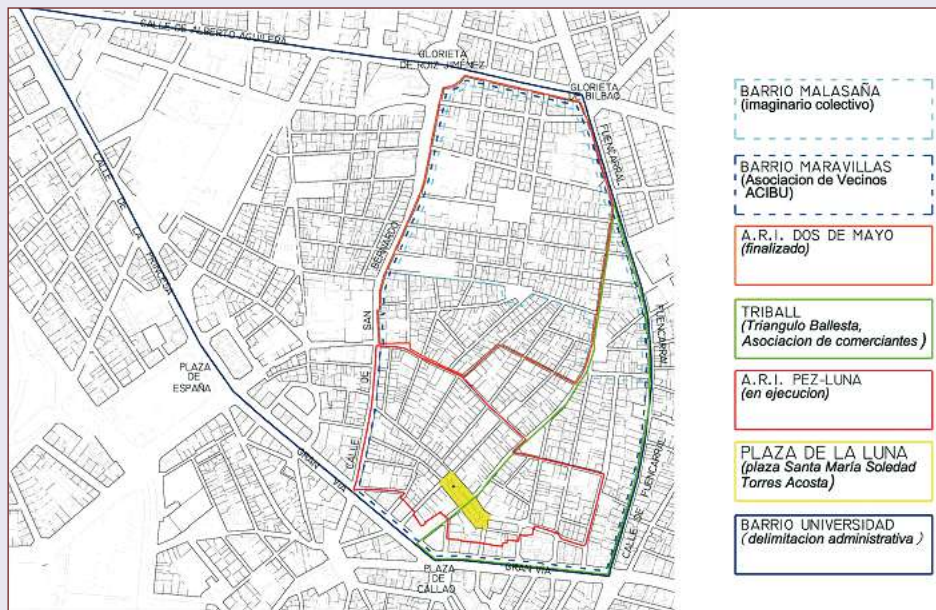 CALLE DE ALBERTO AGUILERA
GLORIETA
DE RUIZ JIMÉNEZ
GLORIETA
BILBAO
FUENCARRAL
CALLE DE LA PRINCESA
BERNARDO
SAN
DE
CALLE
FUENCARRAL
PLAZA
DE
ESPAÑA
GRAN VIA
CALLE DE FUENCARRAL
PLAZA
DE
CALLAO
GRAN VIA
BARRIO MALASAÑA
(imaginario colectivo)
BARRIO MARAVILLAS
(Asociacion de Vecinos
ACIBU)
A.R.I. DOS DE MAYO
(finalizado)
TRIBALL
(Triangulo Ballesta,
Asociacion de comerciantes)
A.R.I. PEZ-LUNA
(en ejecucion)
PLAZA DE LA LUNA
(plaza Santa María Soledad
Torres Acosta)
BARRIO UNIVERSIDAD
(delimitacion administrativa)